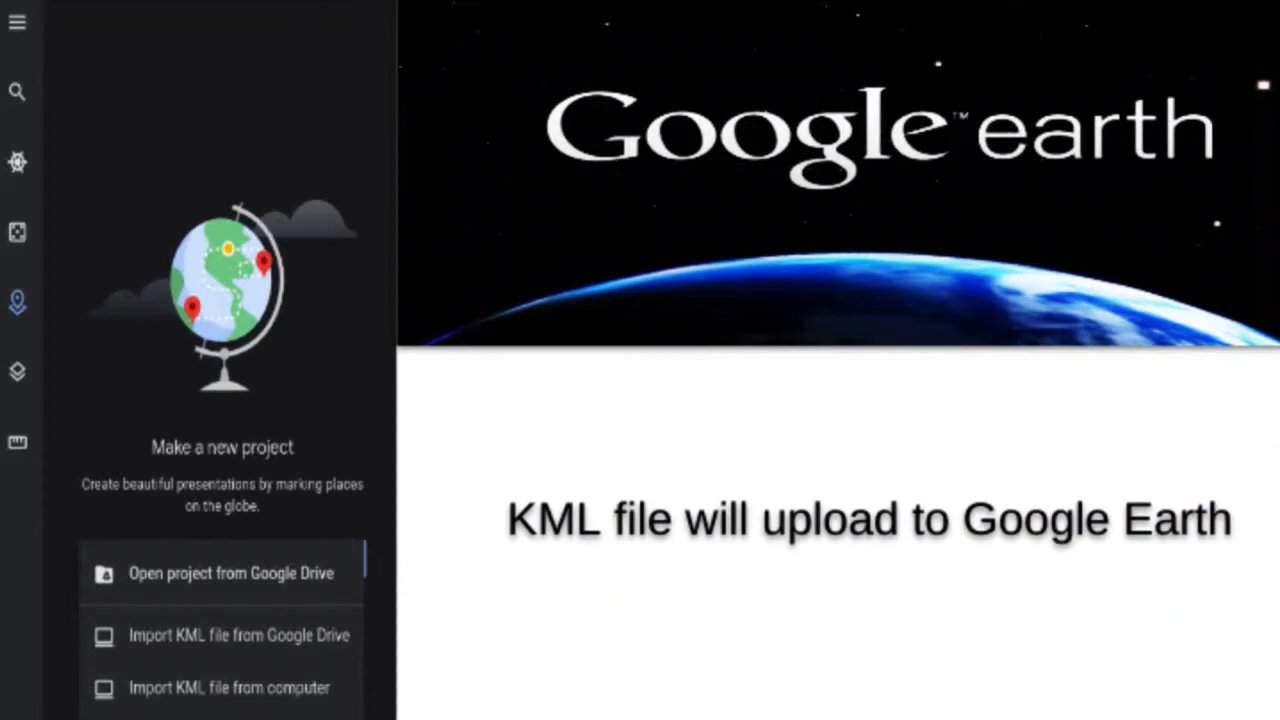 Make a new project
Create beautiful presentations by marking places
on the globe.
Open project from Google Drive
Import KML file from Google Drive
Import KML file from computer
Google™ earth
KML file will upload to Google Earth